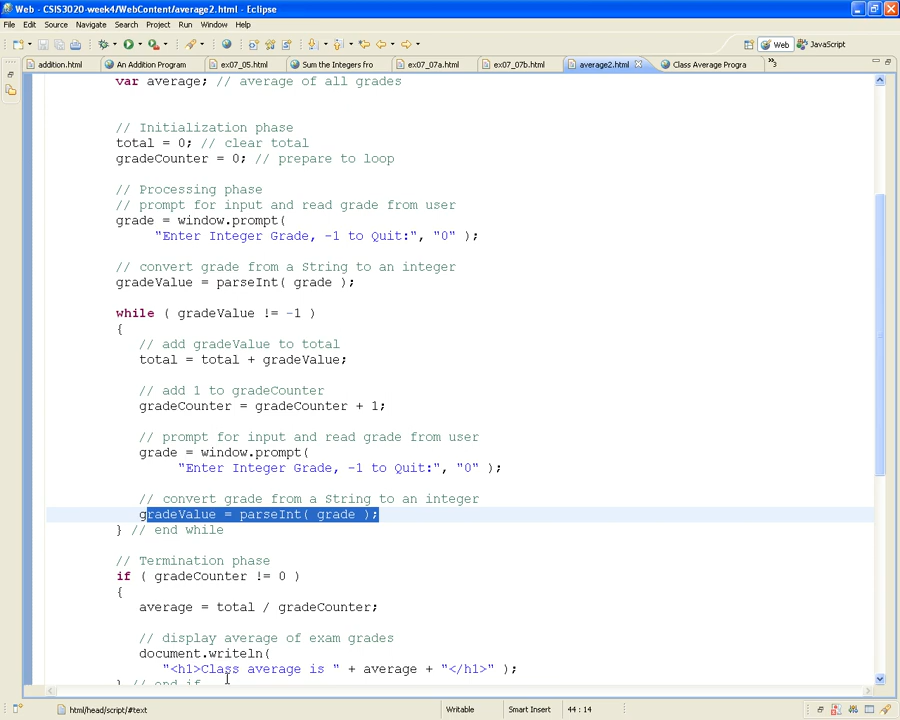 Web - CSIS3020-week4/WebContent/average2.html - Eclipse
File Edit Source Navigate Search Project Run Window Help
Web JavaScript
addition.html An Addition Program ex07_05.html Sum the Integers fro ex07_07a.html ex07_07b.html average2.html Class Average Progra »3
var average; // average of all grades
// Initialization phase
total = 0; // clear total
gradeCounter = 0; // prepare to loop
// Processing phase
// prompt for input and read grade from user
grade = window.prompt(
"Enter Integer Grade, -1 to Quit:", "0" );
// convert grade from a String to an integer
gradeValue = parseInt( grade );
while ( gradeValue != -1 )
{
// add gradeValue to total
total = total + gradeValue;
// add 1 to gradeCounter
gradeCounter = gradeCounter + 1;
// prompt for input and read grade from user
grade = window.prompt(
"Enter Integer Grade, -1 to Quit:", "0" );
// convert grade from a String to an integer
gradeValue = parseInt( grade );
} // end while
// Termination phase
if ( gradeCounter != 0 )
{
average = total / gradeCounter;
// display average of exam grades
document.writeln(
"<h1>Class average is " + average + "</h1>" );
} // end if
html/head/script/#text Writable Smart Insert 44 : 14